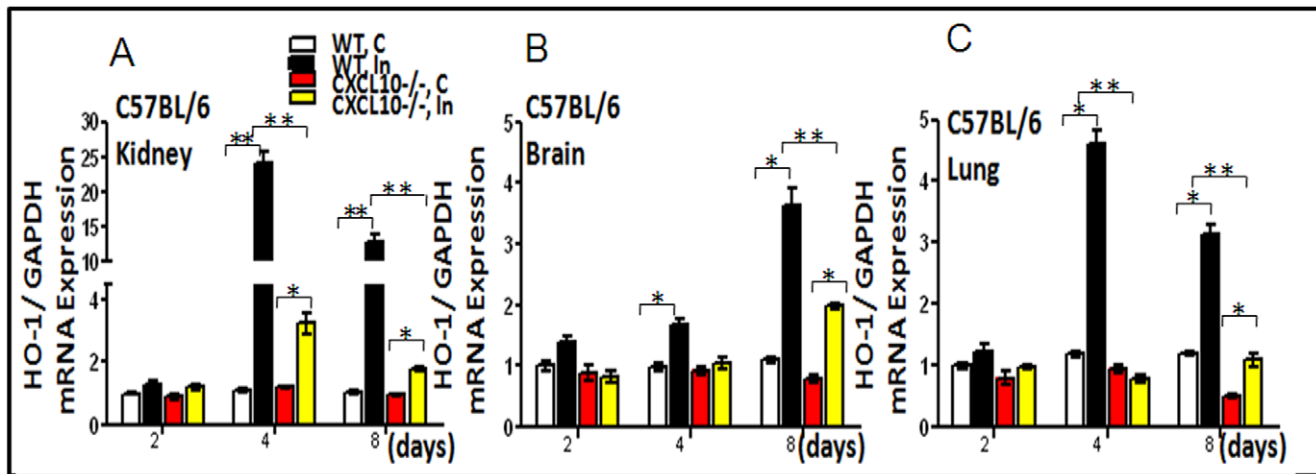 A
WT, C
WT, In
CXCL10-/-, C
CXCL10-/-, In
C57BL/6
Kidney
HO-1/ GAPDH
mRNA Expression
30
25
20
15
10
4
2
0
**
**
*
**
**
*
2 4 8 (days)
B
C57BL/6
Brain
HO-1/ GAPDH
mRNA Expression
5
4
3
2
1
0
*
*
**
*
2 4 8 (days)
C
C57BL/6
Lung
HO-1/ GAPDH
mRNA Expression
5
4
3
2
1
0
*
**
*
**
*
2 4 8 (days)